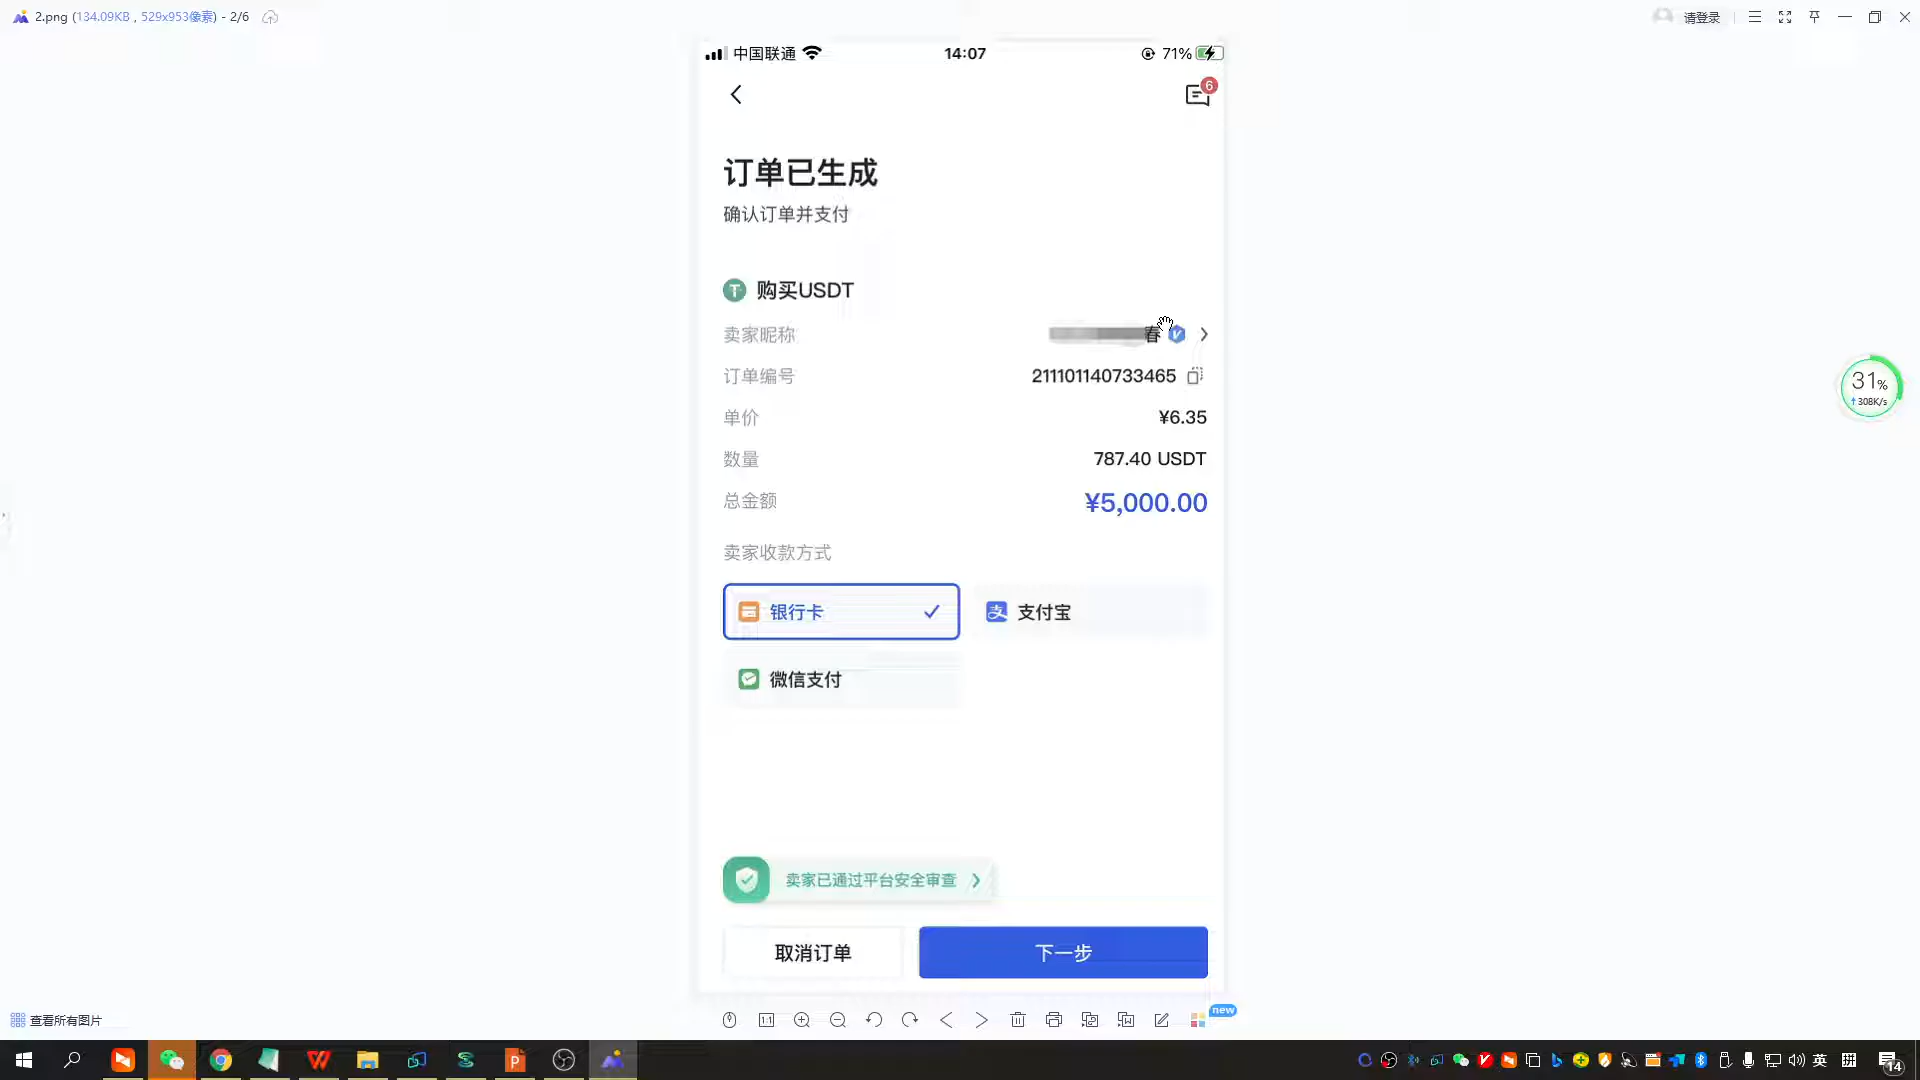 2.png (134.09KB , 529x953像素) - 2/6
请登录
中国联通
14:07
71%
6
订单已生成
确认订单并支付
购买USDT
卖家昵称
春
订单编号
211101140733465
单价
¥6.35
数量
787.40 USDT
总金额
¥5,000.00
卖家收款方式
银行卡
支付宝
微信支付
卖家已通过平台安全审查
取消订单
下一步
31%
↑308K/s
查看所有图片
1:1
new
英
拼
14